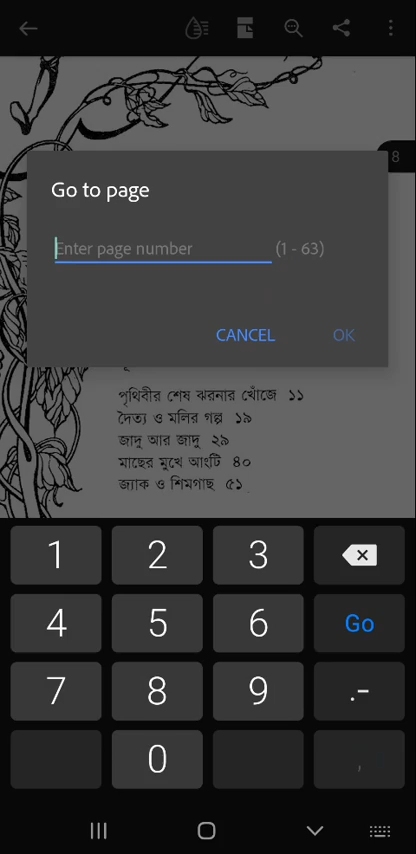 8
Go to page
Enter page number (1 - 63)
CANCEL OK
পৃথিবীর শেষ ঝরনার খোঁজে ১১
দৈত্য ও মলির গল্প ১৯
জাদু আর জাদু ২৯
মাছের মুখে আংটি ৪০
জ্যাক ও শিমগাছ ৫১
1 2 3
4 5 6 Go
7 8 9 .-
0 ,